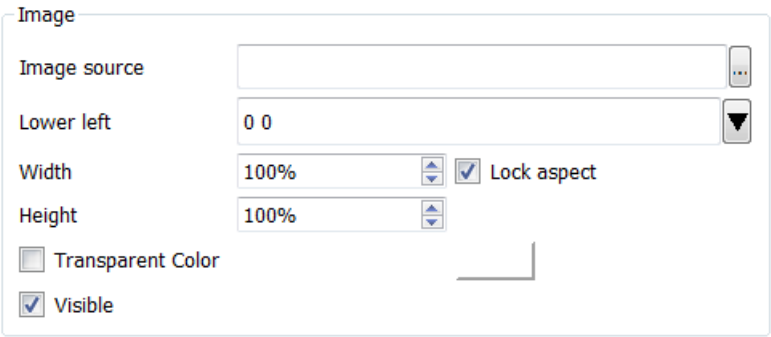 Image
Image source ...
Lower left 0 0
Width 100% Lock aspect
Height 100%
Transparent Color
Visible